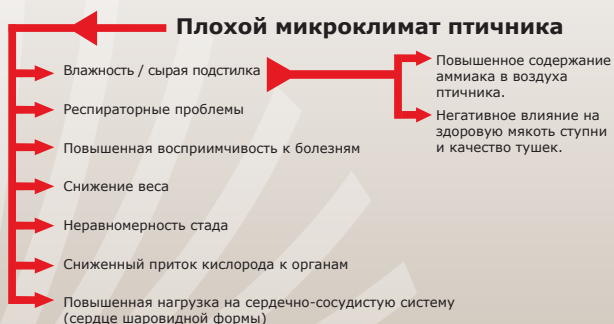 Плохой микроклимат птичника
Влажность / сырая подстилка
Повышенное содержание
аммиака в воздуха
птичника.
Негативное влияние на
здоровую мякоть ступни
и качество тушек.
Респираторные проблемы
Повышенная восприимчивость к болезням
Снижение веса
Неравномерность стада
Сниженный приток кислорода к органам
Повышенная нагрузка на сердечно-сосудистую систему
(сердце шаровидной формы)